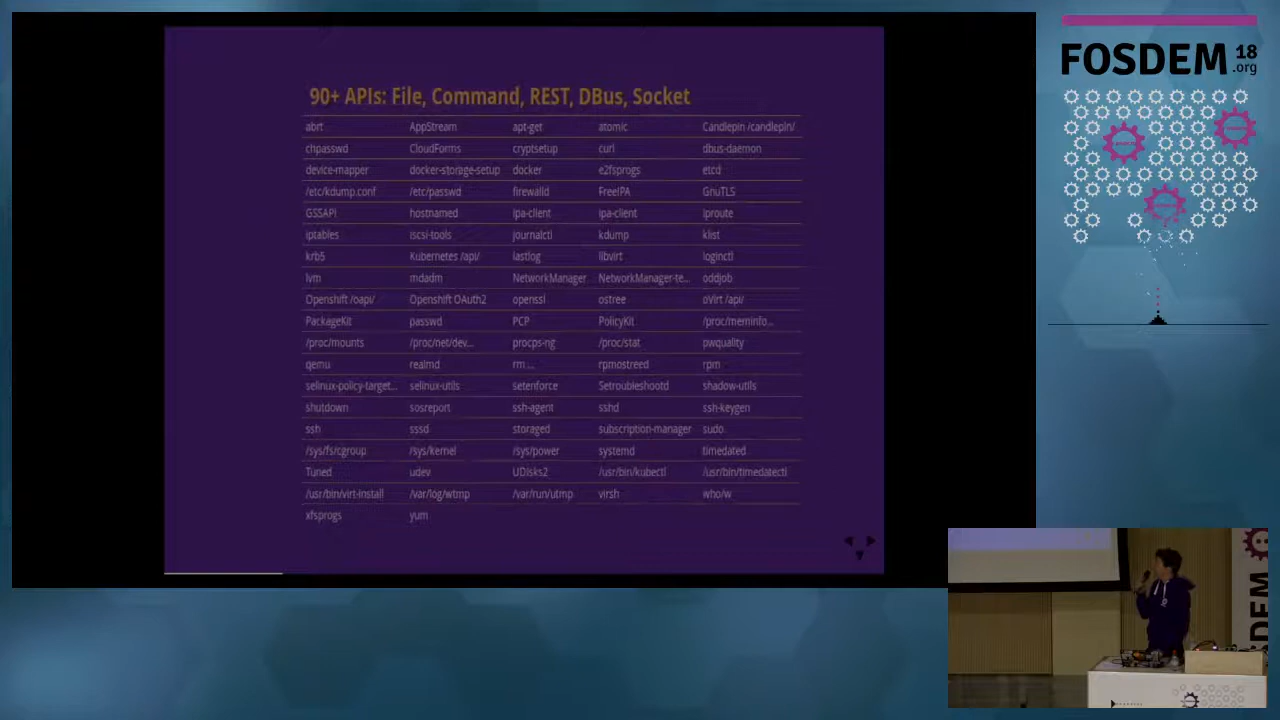 90+ APIs: File, Command, REST, DBus, Socket
abrt AppStream apt-get atomic Candlepin /candlepin/
chpasswd CloudForms cryptsetup curl dbus-daemon
device-mapper docker-storage-setup docker e2fsprogs etcd
/etc/kdump.conf /etc/passwd firewalld FreeIPA GnuTLS
GSSAPI hostnamed ipa-client ipa-client iproute
iptables iscsi-tools journalctl kdump klist
krb5 Kubernetes /api/ lastlog libvirt loginctl
lvm mdadm NetworkManager NetworkManager-te... oddjob
Openshift /oapi/ Openshift OAuth2 openssl ostree oVirt /api/
PackageKit passwd PCP PolicyKit /proc/meminfo...
/proc/mounts /proc/net/dev... procps-ng /proc/stat pwquality
qemu realmd rm ... rpmostreed rpm
selinux-policy-target... selinux-utils setenforce Setroubleshootd shadow-utils
shutdown sosreport ssh-agent sshd ssh-keygen
ssh sssd storaged subscription-manager sudo
/sys/fs/cgroup /sys/kernel /sys/power systemd timedated
Tuned udev UDisks2 /usr/bin/kubectl /usr/bin/timedatectl
/usr/bin/virt-install /var/log/wtmp /var/run/utmp virsh who/w
xfsprogs yum
FOSDEM 18
.org
DEM